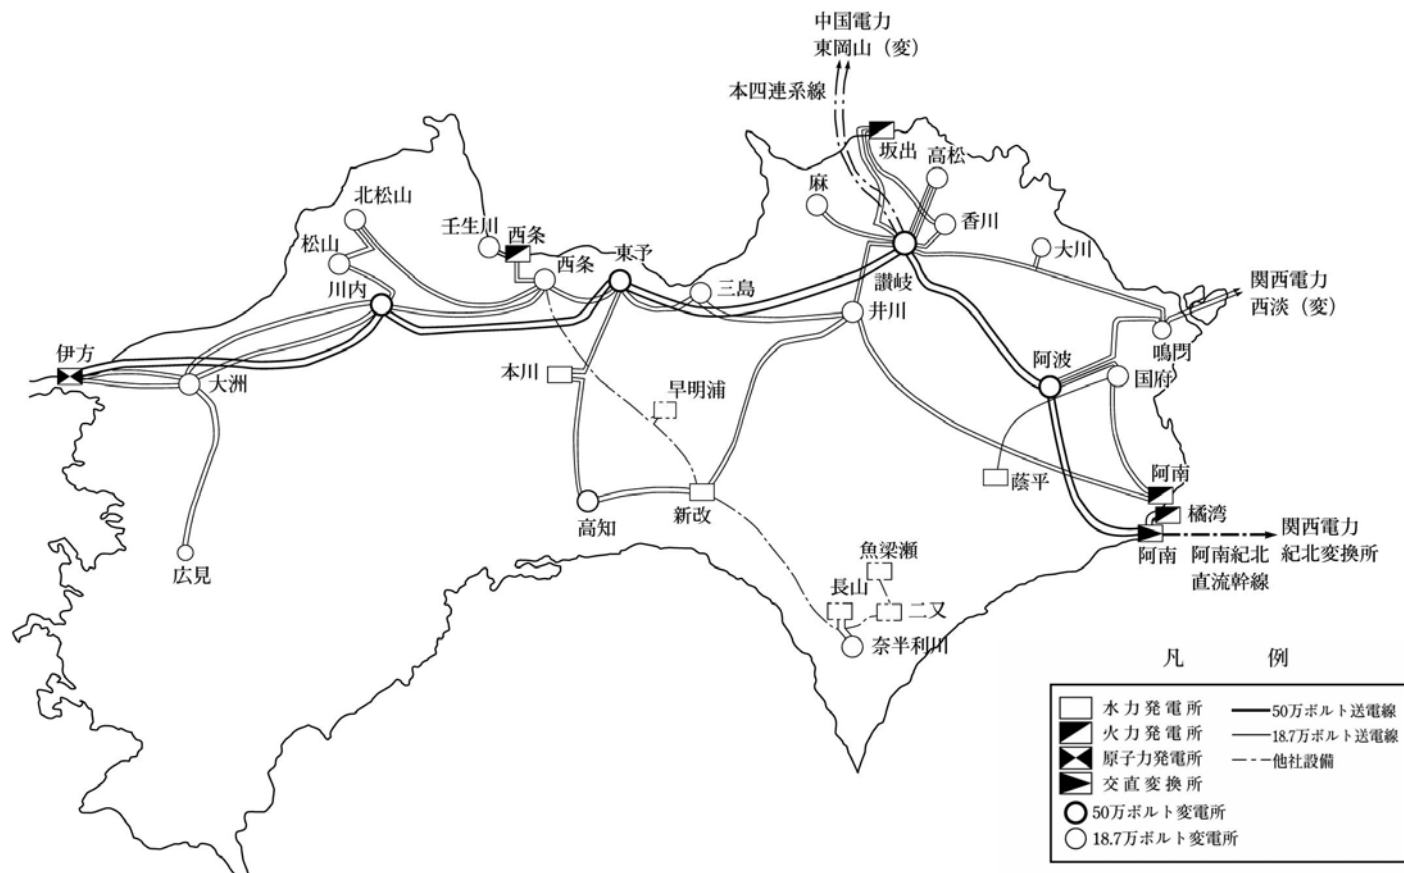 中国電力
東岡山（変）
本四連系線
坂出
高松
麻
香川
北松山
壬生川
西条
松山
西条
東予
大川
川内
三島
讃岐
井川
関西電力
西淡（変）
鳴門
伊方
大洲
本川
早明浦
阿波
国府
蔭平
阿南
橘湾
高知
新改
関西電力
紀北変換所
阿南
阿南紀北
直流幹線
広見
魚梁瀬
長山
二又
奈半利川
凡例
水力発電所
50万ボルト送電線
火力発電所
18.7万ボルト送電線
原子力発電所
他社設備
交直変換所
50万ボルト変電所
18.7万ボルト変電所